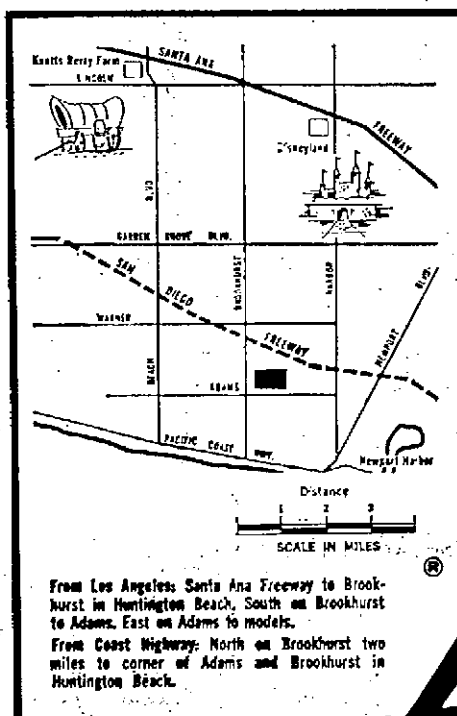 SANTA ANA
FREEWAY
Knotts Berry Farm
LINCOLN
Disneyland
BLVD
GARDEN GROVE BLVD.
BROOKHURST
HARBOR
SAN
DIEGO
FREEWAY
NEWPORT
BLVD.
WARNER
BEACH
ADAMS
PACIFIC COAST HWY.
Newport Harbor
Distance
1 2 3
SCALE IN MILES
®
From Los Angeles: Santa Ana Freeway to Brook-
hurst in Huntington Beach, South on Brookhurst
to Adams. East on Adams to models.
From Coast Highway: North on Brookhurst two
miles to corner of Adams and Brookhurst in
Huntington Beach.